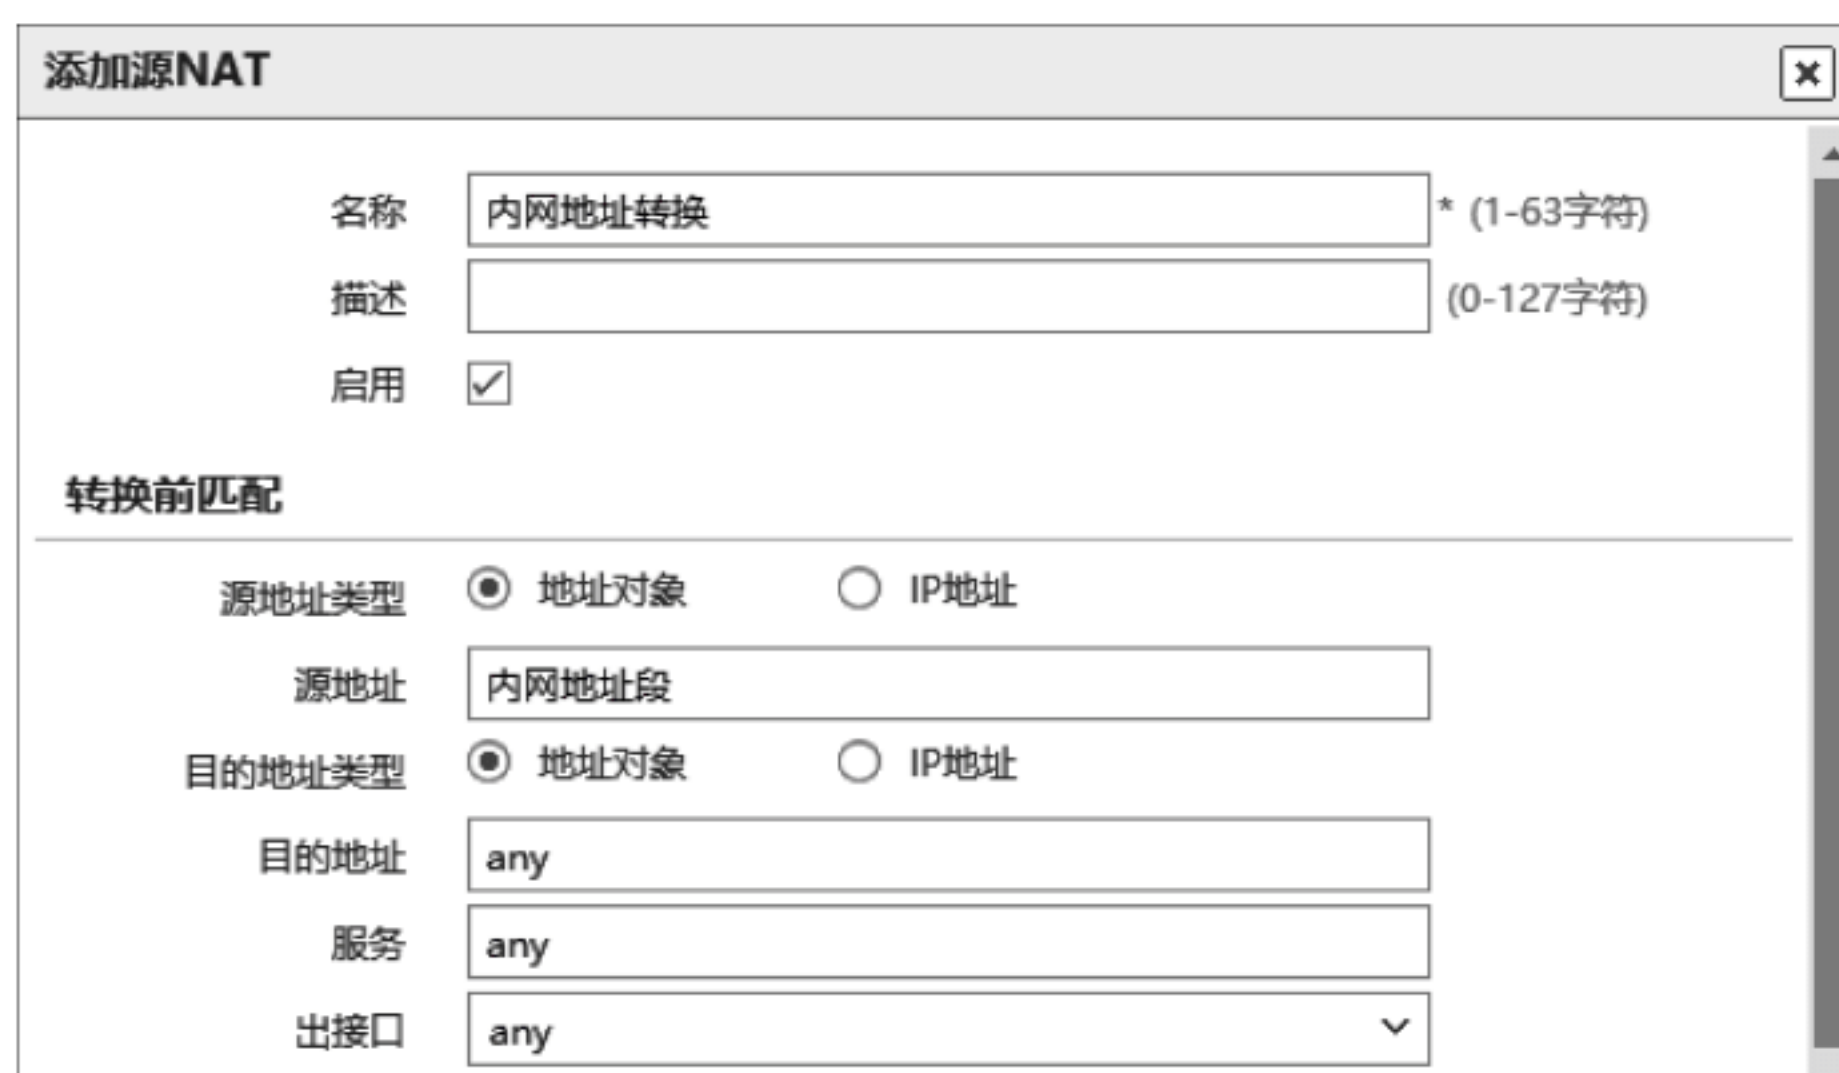 添加源NAT
名称 内网地址转换 * (1-63字符)
描述 (0-127字符)
启用
转换前匹配
源地址类型 地址对象 IP地址
源地址 内网地址段
目的地址类型 地址对象 IP地址
目的地址 any
服务 any
出接口 any